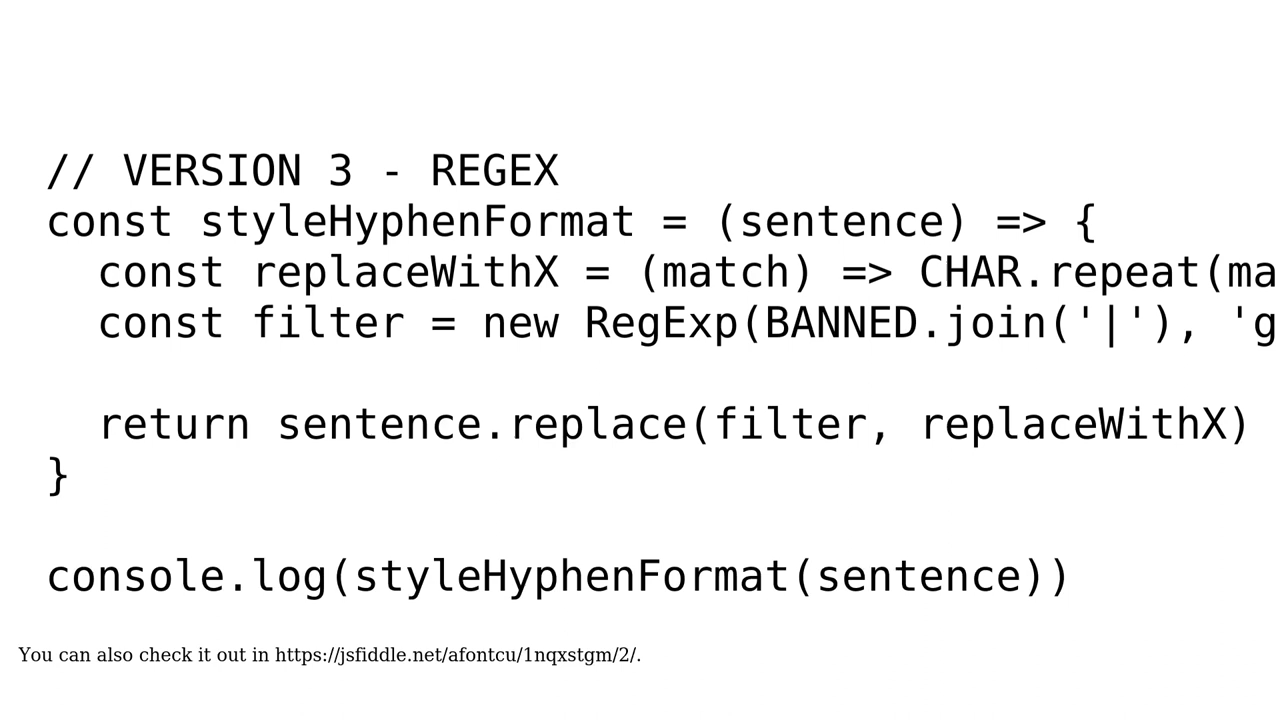 // VERSION 3 - REGEX
const styleHyphenFormat = (sentence) => {
  const replaceWithX = (match) => CHAR.repeat(ma
  const filter = new RegExp(BANNED.join('|'), 'g
  return sentence.replace(filter, replaceWithX)
}
console.log(styleHyphenFormat(sentence))
You can also check it out in https://jsfiddle.net/afontcu/1nqxstgm/2/.